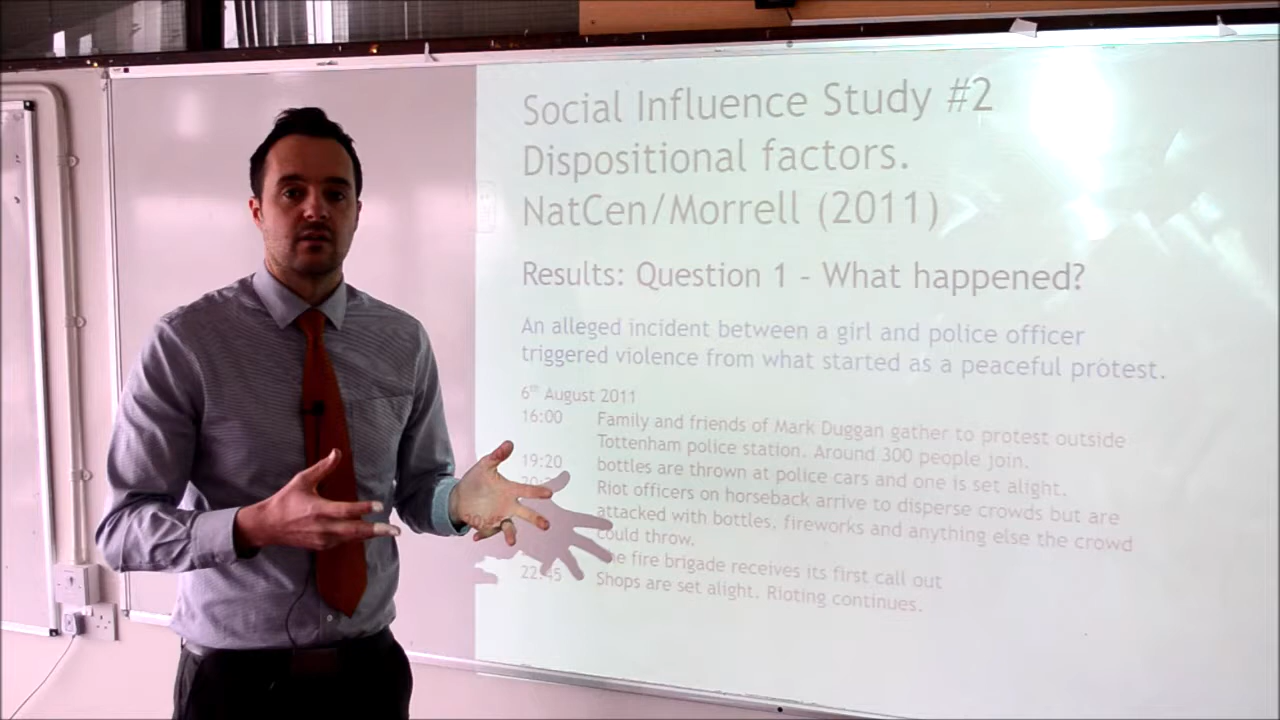 Social Influence Study #2
Dispositional factors.
NatCen/Morrell (2011)
Results: Question 1 – What happened?
An alleged incident between a girl and police officer
triggered violence from what started as a peaceful protest.
6th August 2011
16:00 Family and friends of Mark Duggan gather to protest outside
Tottenham police station. Around 300 people join.
19:20 bottles are thrown at police cars and one is set alight.
Riot officers on horseback arrive to disperse crowds but are
attacked with bottles, fireworks and anything else the crowd
could throw.
fire brigade receives its first call out
22:45 Shops are set alight. Rioting continues.